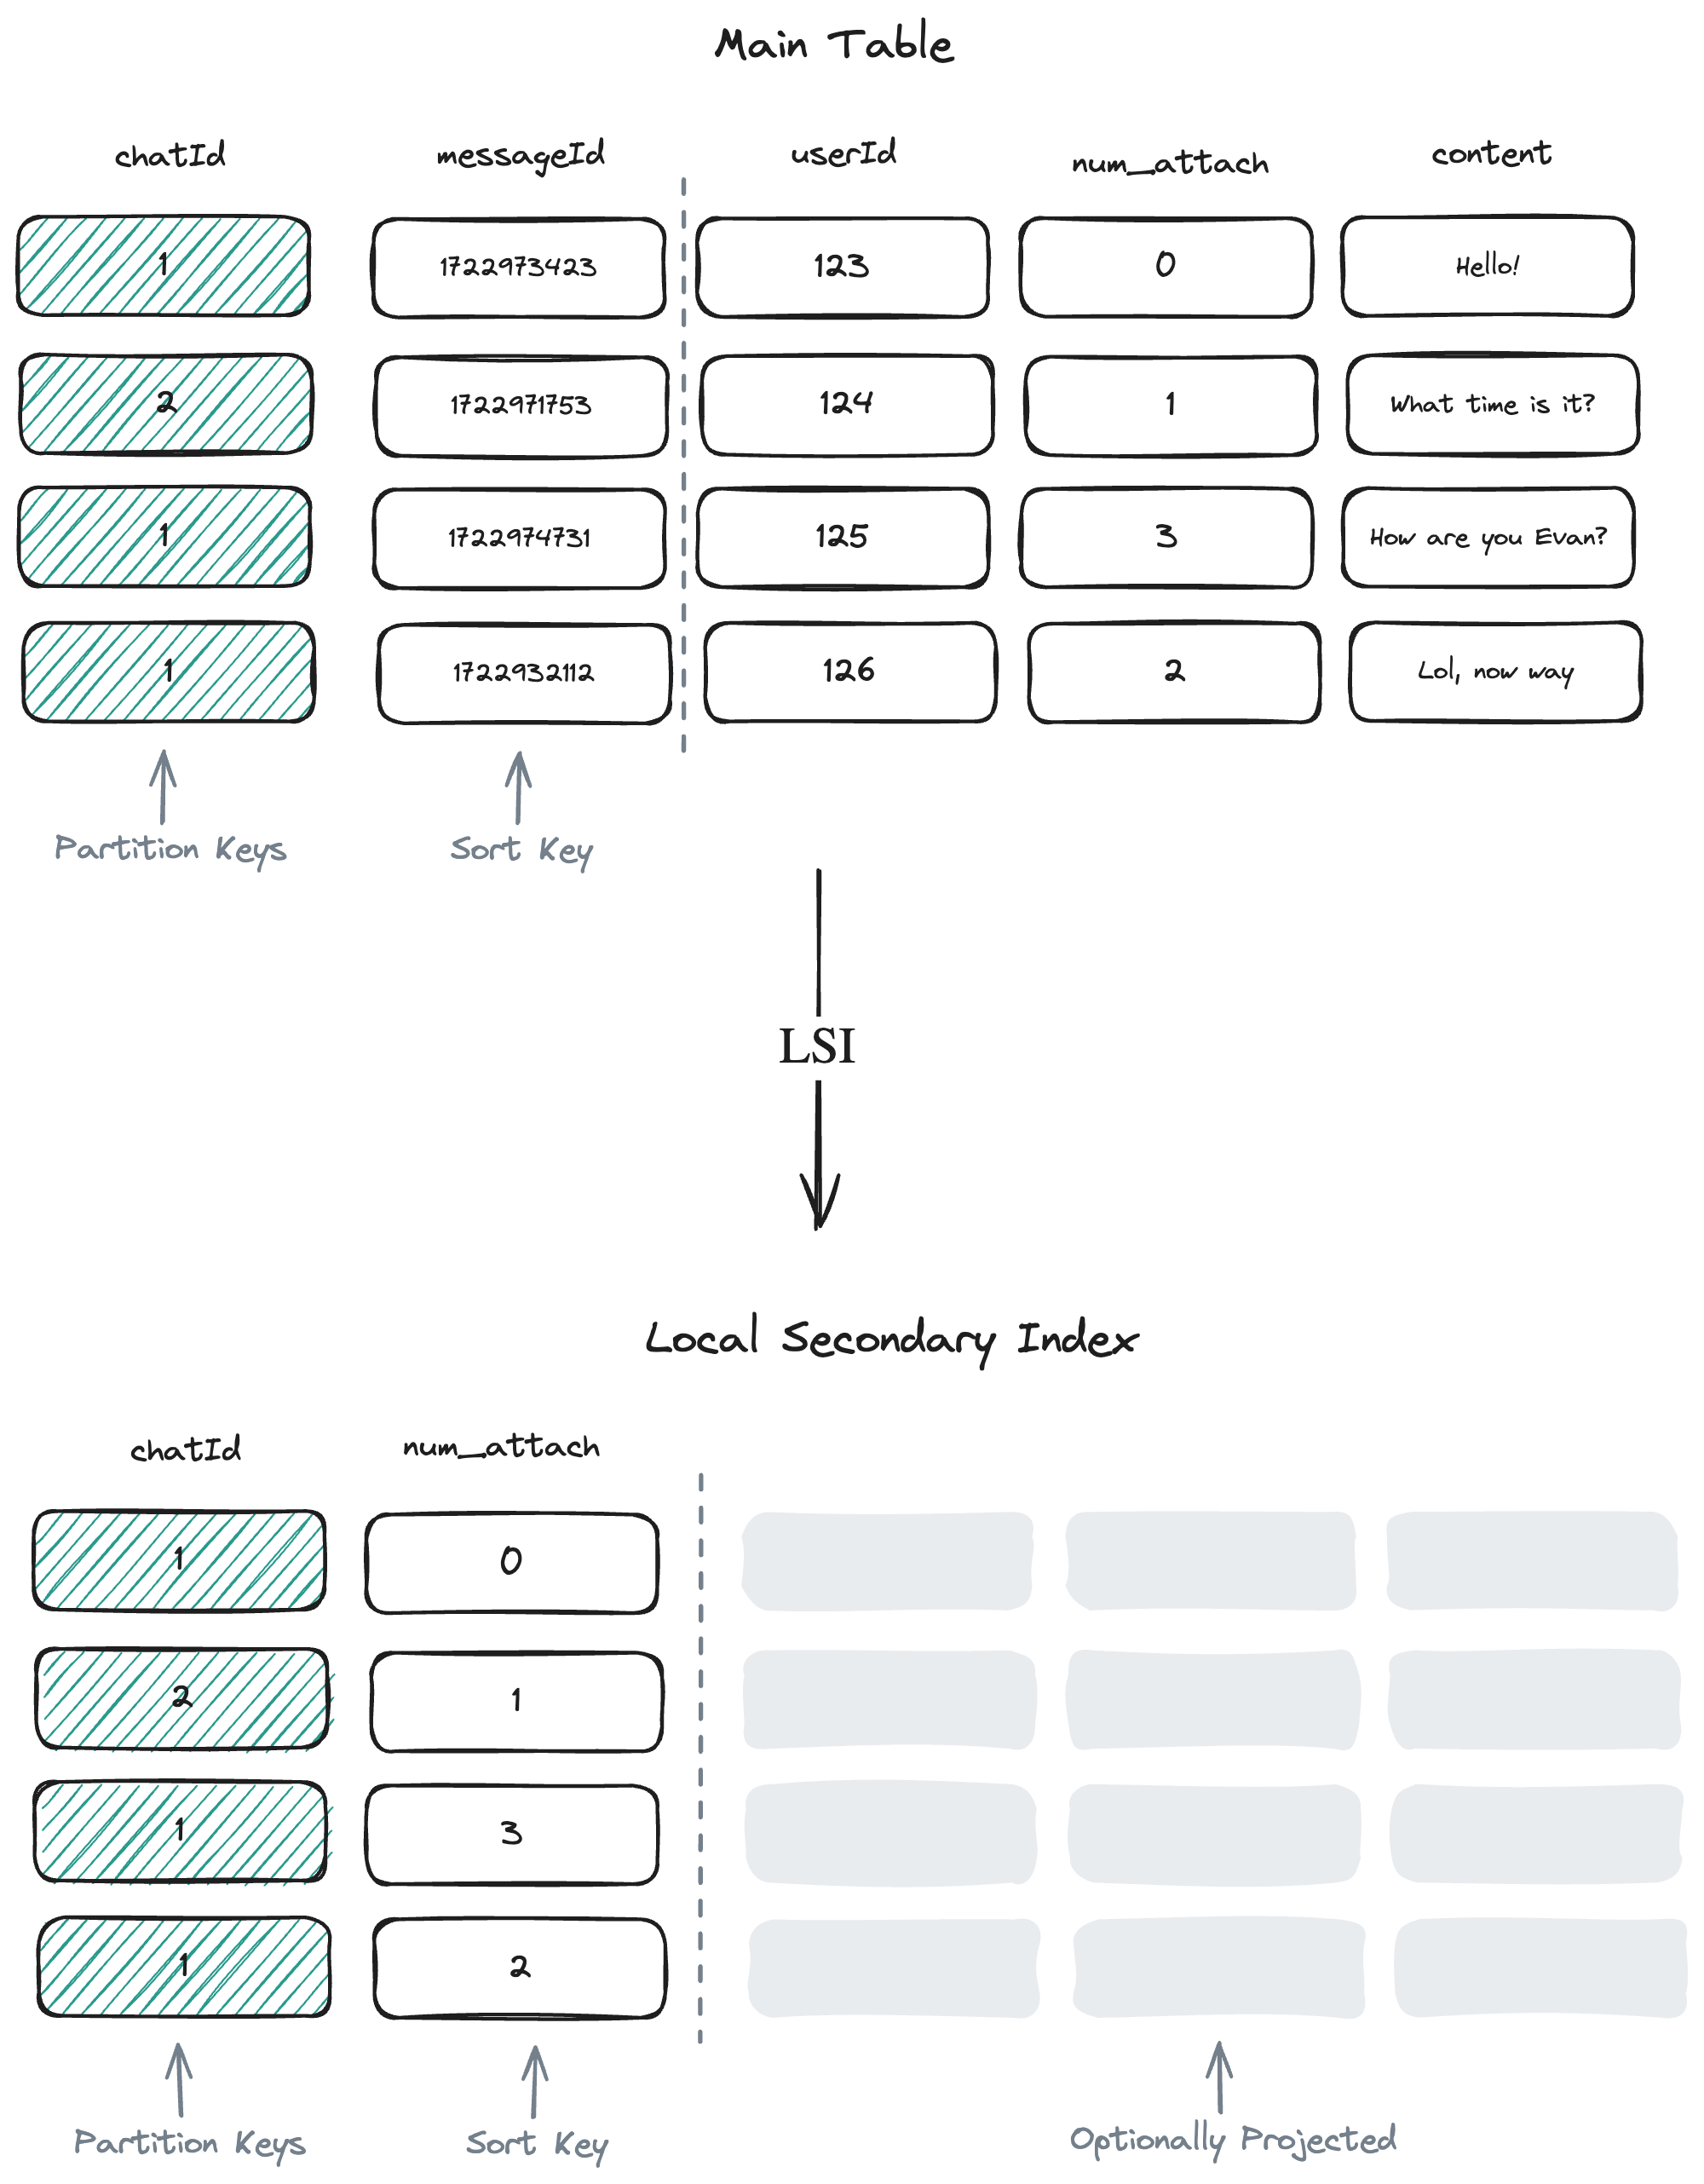 Main Table
chatId messageId userId num_attach content
1 1722973423 123 0 Hello!
2 1722971753 124 1 What time is it?
1 1722974731 125 3 How are you Evan?
1 1722932112 126 2 Lol, now way
Partition Keys Sort Key
LSI
Local Secondary Index
chatId num_attach
1 0
2 1
1 3
1 2
Partition Keys Sort Key Optionally Projected